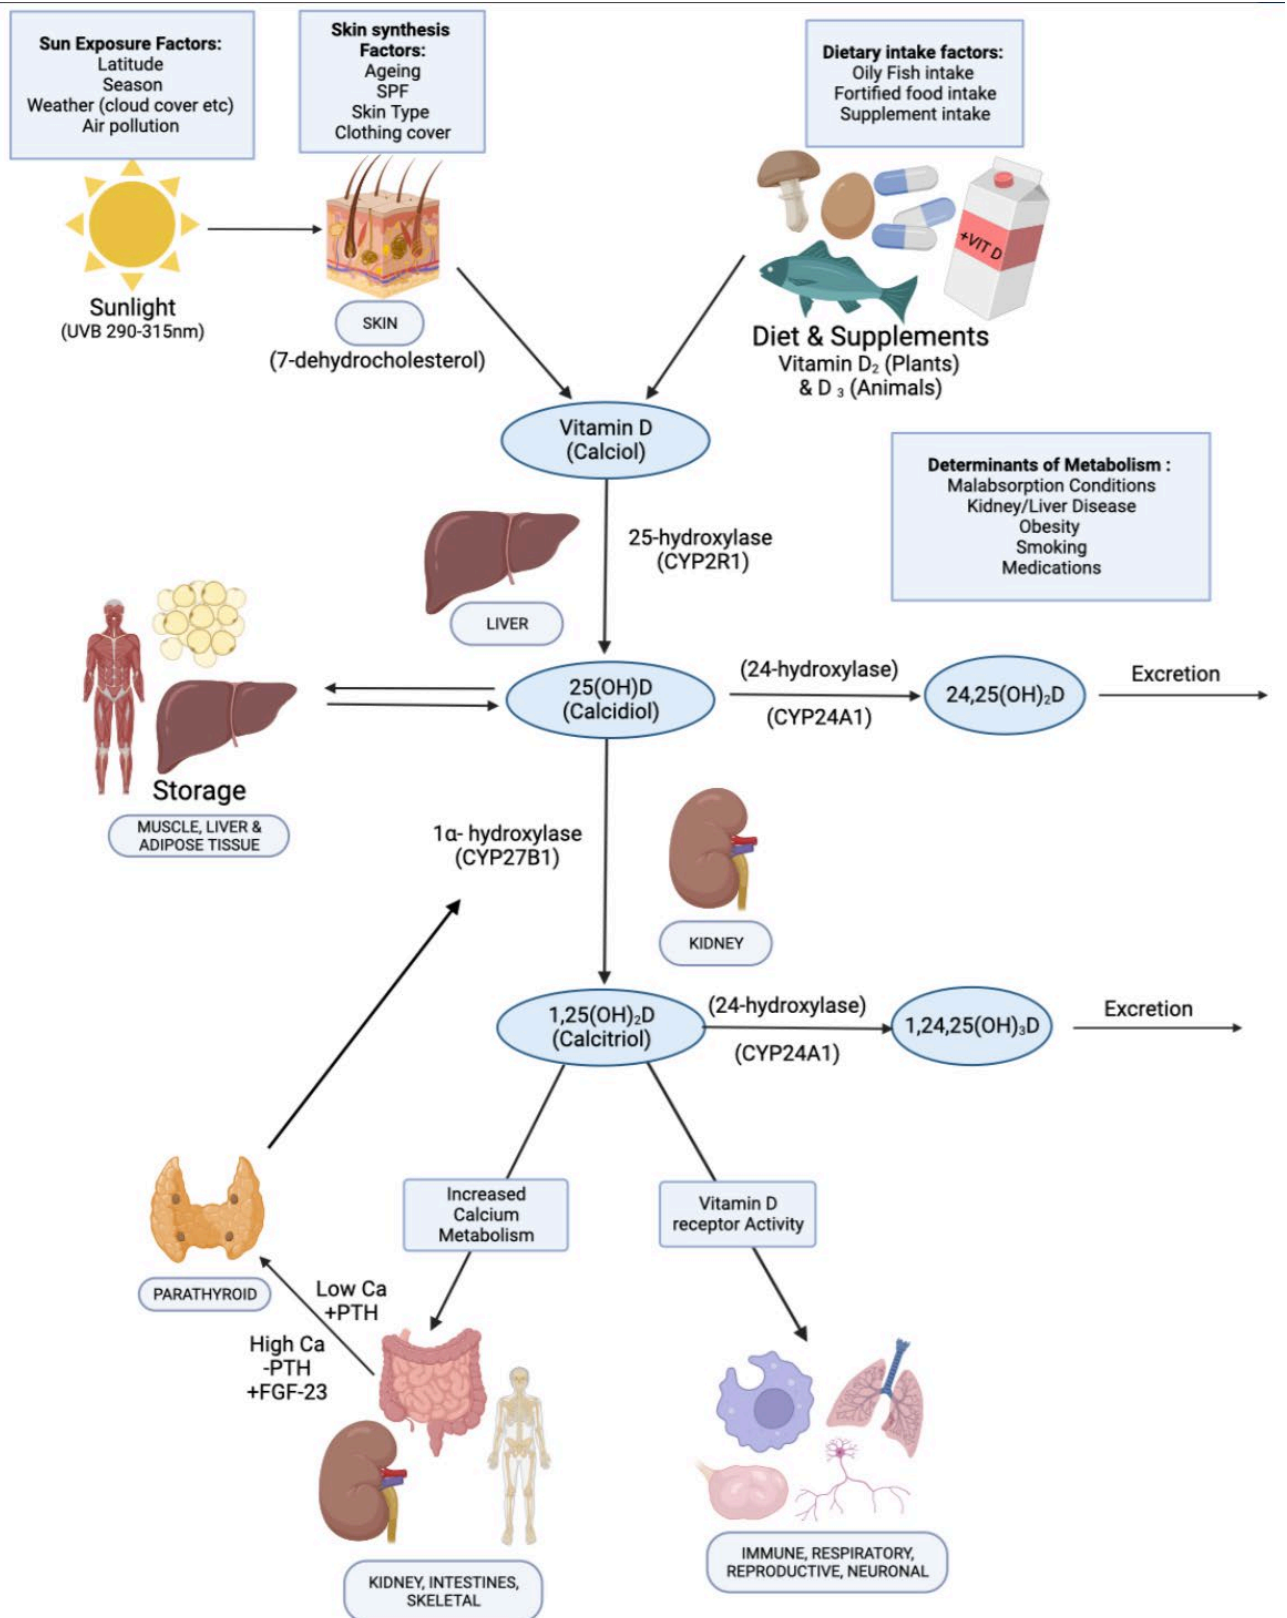 Sun Exposure Factors:
Latitude
Season
Weather (cloud cover etc)
Air pollution
Skin synthesis
Factors:
Ageing
SPF
Skin Type
Clothing cover
Dietary intake factors:
Oily Fish intake
Fortified food intake
Supplement intake
+VIT D
Sunlight
(UVB 290-315nm)
SKIN
(7-dehydrocholesterol)
Diet & Supplements
Vitamin D₂ (Plants)
& D ₃ (Animals)
Vitamin D
(Calciol)
Determinants of Metabolism :
Malabsorption Conditions
Kidney/Liver Disease
Obesity
Smoking
Medications
25-hydroxylase
(CYP2R1)
LIVER
25(OH)D
(Calcidiol)
(24-hydroxylase)
(CYP24A1)
24,25(OH)₂D
Excretion
Storage
MUSCLE, LIVER &
ADIPOSE TISSUE
1α- hydroxylase
(CYP27B1)
KIDNEY
1,25(OH)₂D
(Calcitriol)
(24-hydroxylase)
(CYP24A1)
1,24,25(OH)₃D
Excretion
Increased
Calcium
Metabolism
Vitamin D
receptor Activity
PARATHYROID
Low Ca
+PTH
High Ca
-PTH
+FGF-23
KIDNEY, INTESTINES,
SKELETAL
IMMUNE, RESPIRATORY,
REPRODUCTIVE, NEURONAL